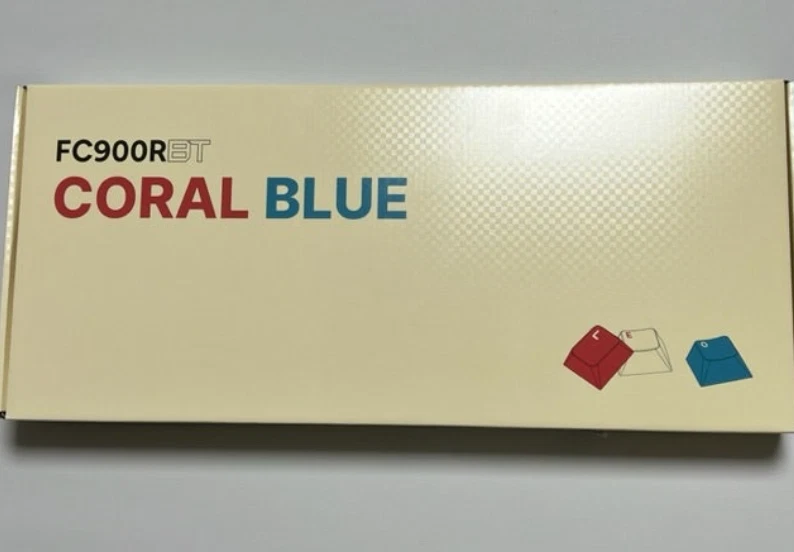 FC900RBT
CORAL BLUE
L E O